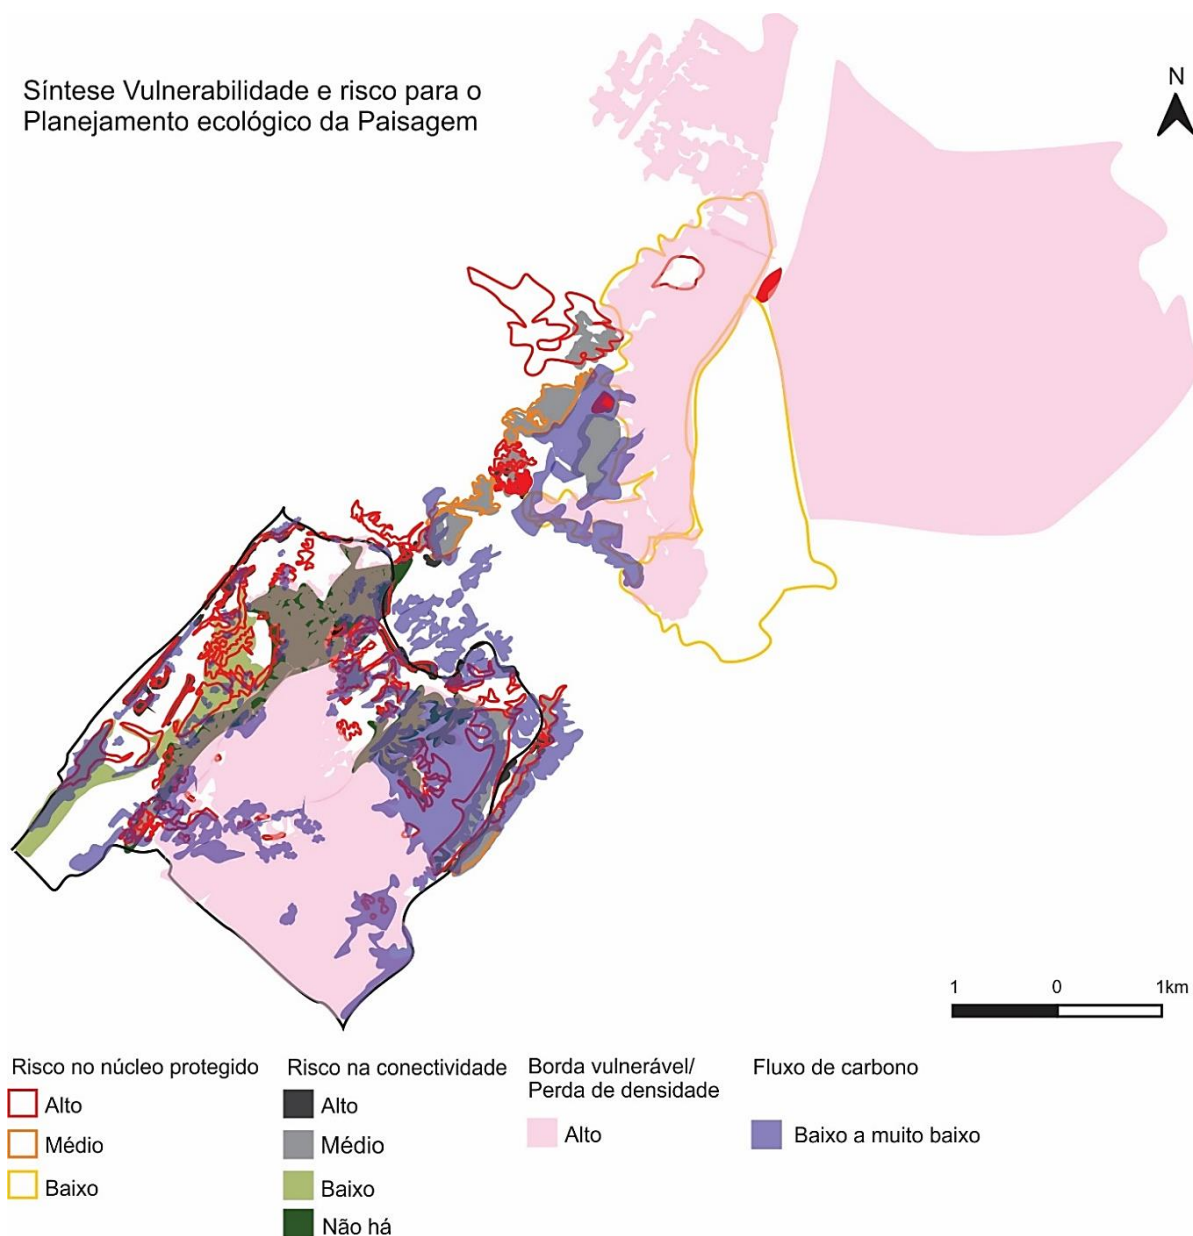 Síntese Vulnerabilidade e risco para o
Planejamento ecológico da Paisagem
N
1 0 1km
Risco no núcleo protegido
Alto
Médio
Baixo
Risco na conectividade
Alto
Médio
Baixo
Não há
Borda vulnerável/
Perda de densidade
Alto
Fluxo de carbono
Baixo a muito baixo